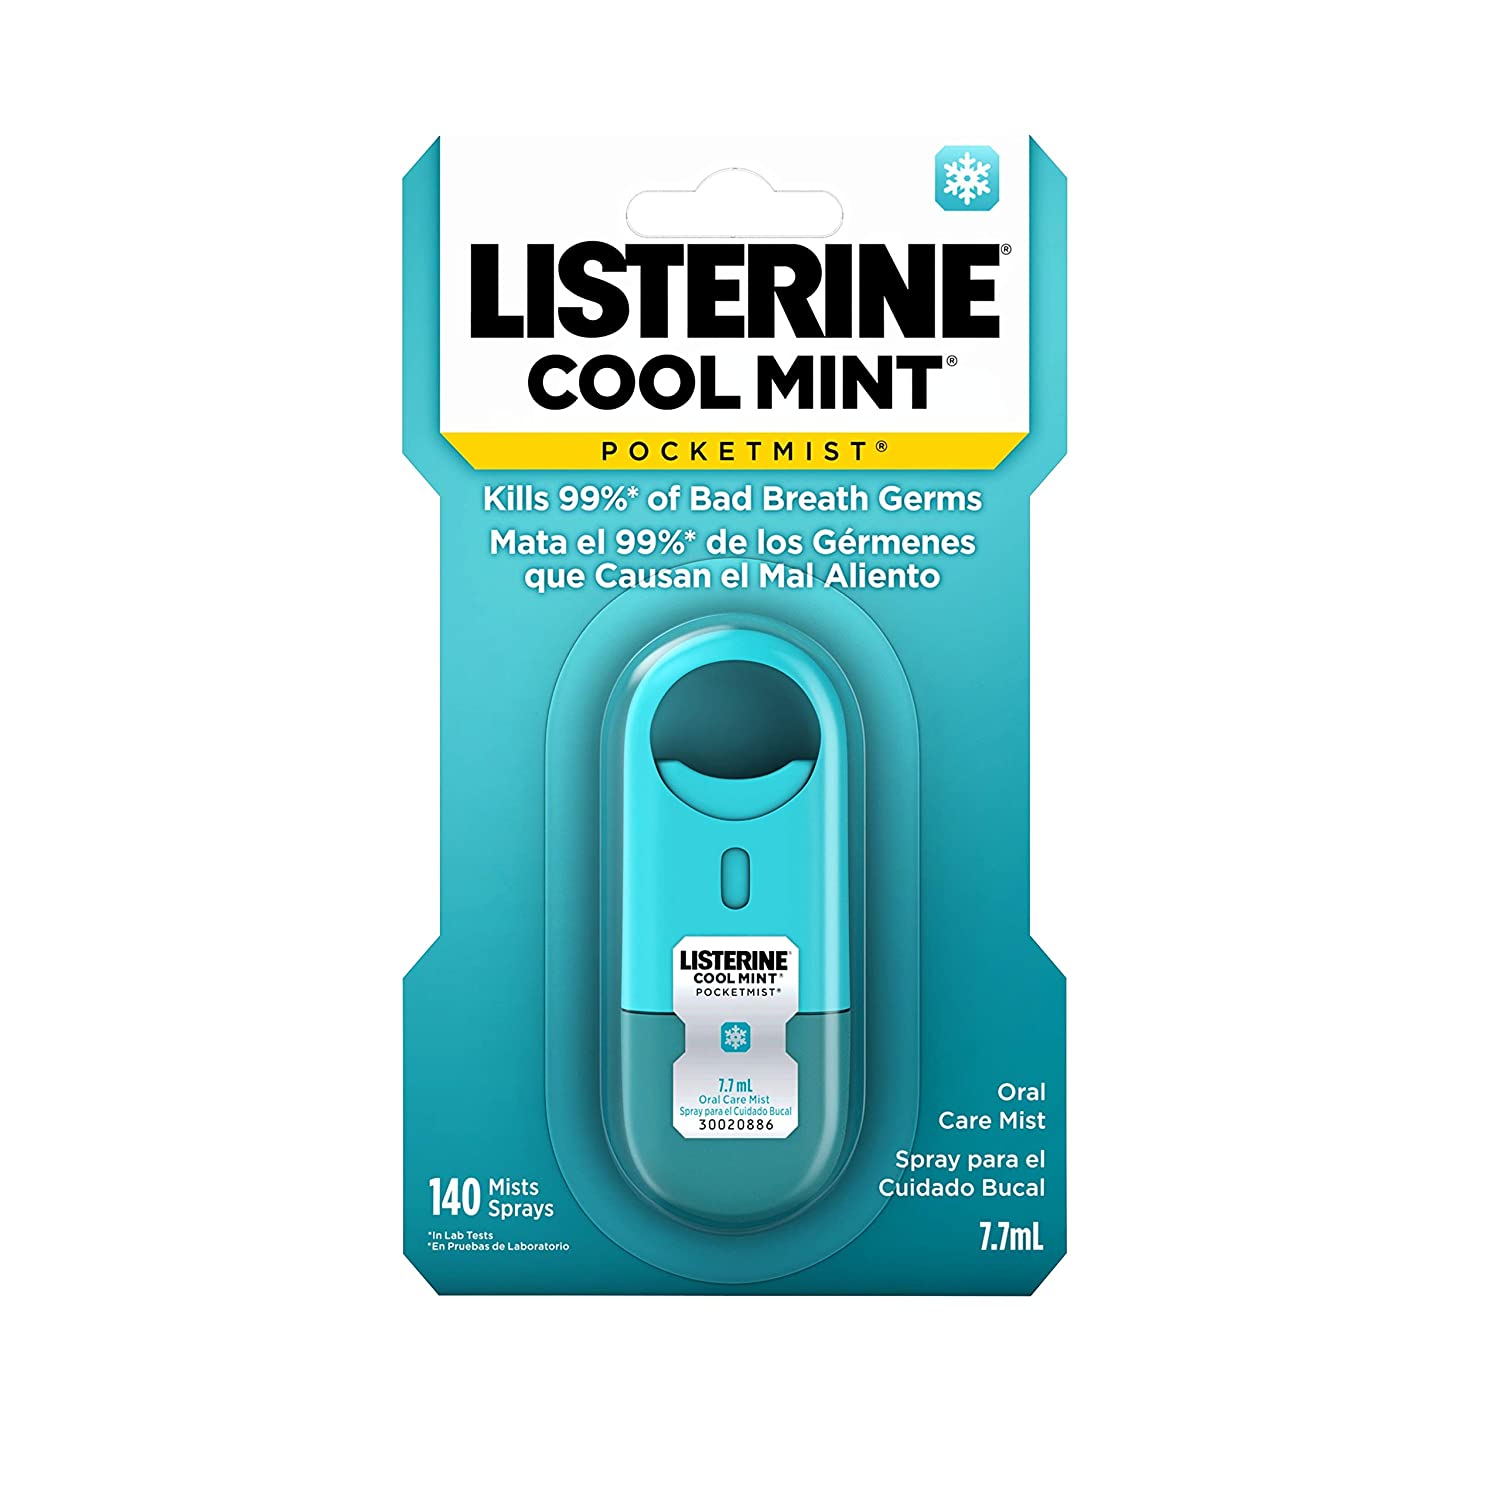 LISTERINE®
COOL MINT®
POCKETMIST®
Kills 99%* of Bad Breath Germs
Mata el 99%* de los Gérmenes
que Causan el Mal Aliento
LISTERINE®
COOL MINT®
POCKETMIST®
7.7 mL
Oral Care Mist
Spray para el Cuidado Bucal
30020886
140 Mists
Sprays
*In Lab Tests
*En Pruebas de Laboratorio
Oral
Care Mist
Spray para el
Cuidado Bucal
7.7mL